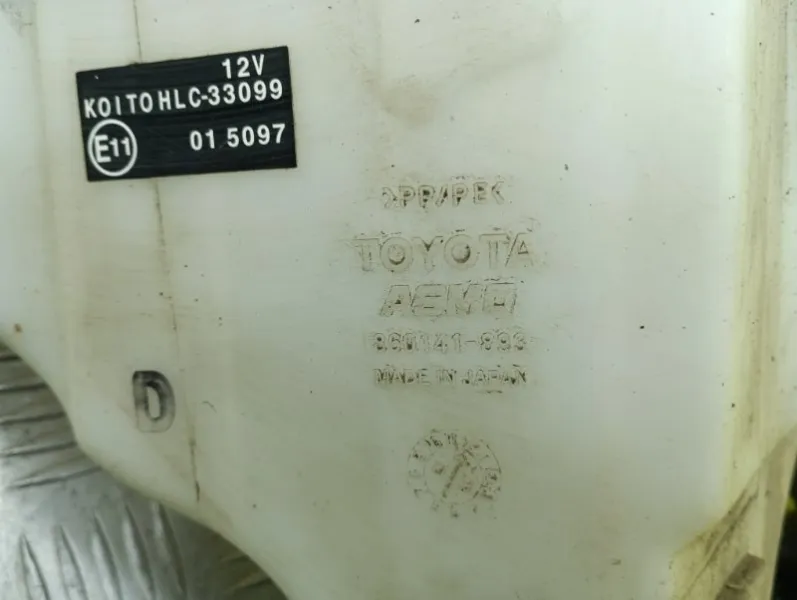 12V
KOITO HLC-33099
E11 01 5097
>PP/PE<
TOYOTA
ASMO
860141-893
MADE IN JAPAN
D